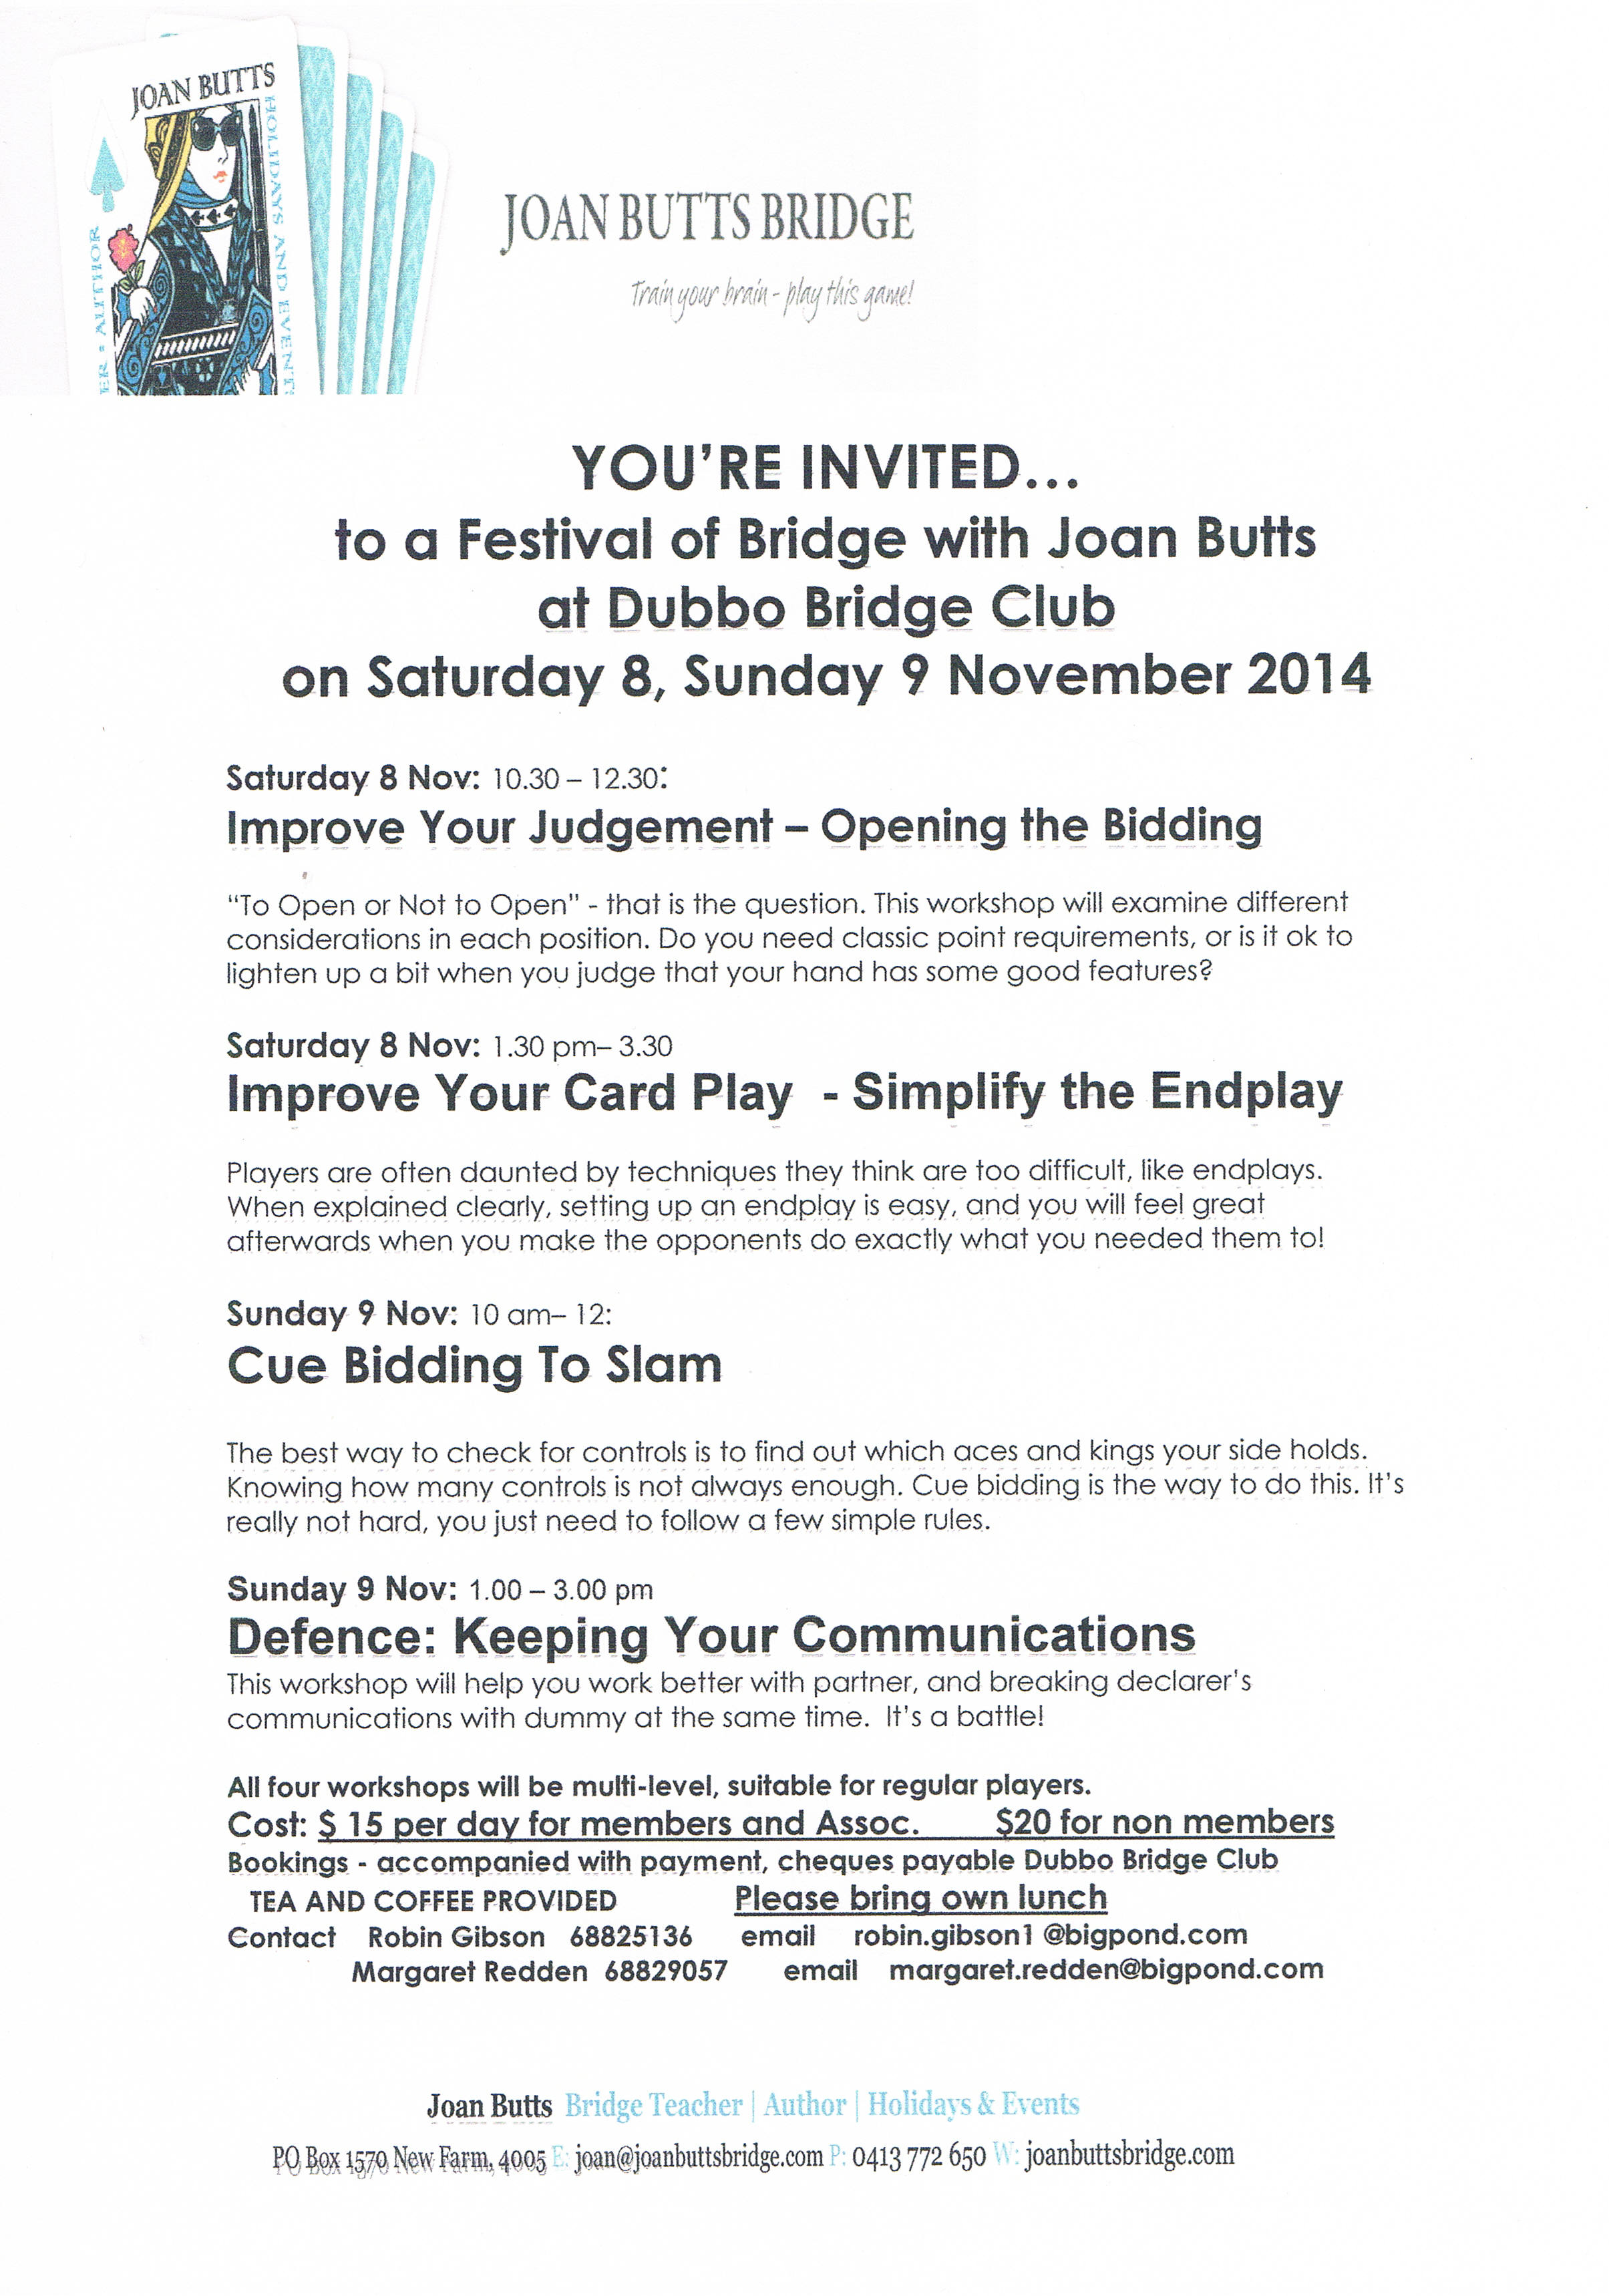 JOAN BUTTS
HOLIDAYS AND EVENTS
ER = AUTHOR
JOAN BUTTS BRIDGE
Train your brain - play this game!
YOU'RE INVITED...
to a Festival of Bridge with Joan Butts
at Dubbo Bridge Club
on Saturday 8, Sunday 9 November 2014
Saturday 8 Nov: 10.30 – 12.30:
Improve Your Judgement – Opening the Bidding
“To Open or Not to Open” - that is the question. This workshop will examine different
considerations in each position. Do you need classic point requirements, or is it ok to
lighten up a bit when you judge that your hand has some good features?
Saturday 8 Nov: 1.30 pm– 3.30
Improve Your Card Play  - Simplify the Endplay
Players are often daunted by techniques they think are too difficult, like endplays.
When explained clearly, setting up an endplay is easy, and you will feel great
afterwards when you make the opponents do exactly what you needed them to!
Sunday 9 Nov: 10 am– 12:
Cue Bidding To Slam
The best way to check for controls is to find out which aces and kings your side holds.
Knowing how many controls is not always enough. Cue bidding is the way to do this. It's
really not hard, you just need to follow a few simple rules.
Sunday 9 Nov: 1.00 – 3.00 pm
Defence: Keeping Your Communications
This workshop will help you work better with partner, and breaking declarer's
communications with dummy at the same time.  It's a battle!
All four workshops will be multi-level, suitable for regular players.
Cost: $ 15 per day for members and Assoc.     $20 for non members
Bookings - accompanied with payment, cheques payable Dubbo Bridge Club
TEA AND COFFEE PROVIDED     Please bring own lunch
Contact   Robin Gibson   68825136   email   robin.gibson1 @bigpond.com
Margaret Redden  68829057   email   margaret.redden@bigpond.com
Joan Butts  Bridge Teacher | Author | Holidays & Events
PO Box 1570 New Farm, 4005 E: joan@joanbuttsbridge.com P: 0413 772 650 W: joanbuttsbridge.com